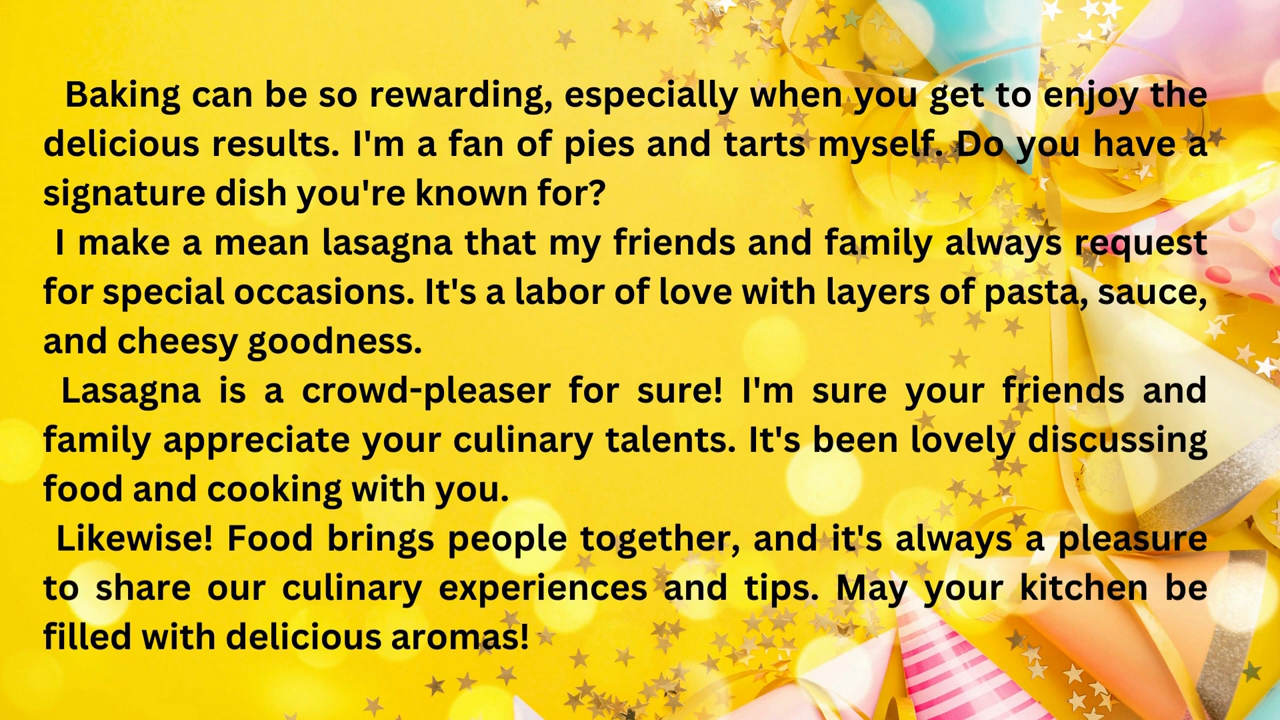 Baking can be so rewarding, especially when you get to enjoy the
delicious results. I'm a fan of pies and tarts myself. Do you have a
signature dish you're known for?
I make a mean lasagna that my friends and family always request
for special occasions. It's a labor of love with layers of pasta, sauce,
and cheesy goodness.
Lasagna is a crowd-pleaser for sure! I'm sure your friends and
family appreciate your culinary talents. It's been lovely discussing
food and cooking with you.
Likewise! Food brings people together, and it's always a pleasure
to share our culinary experiences and tips. May your kitchen be
filled with delicious aromas!